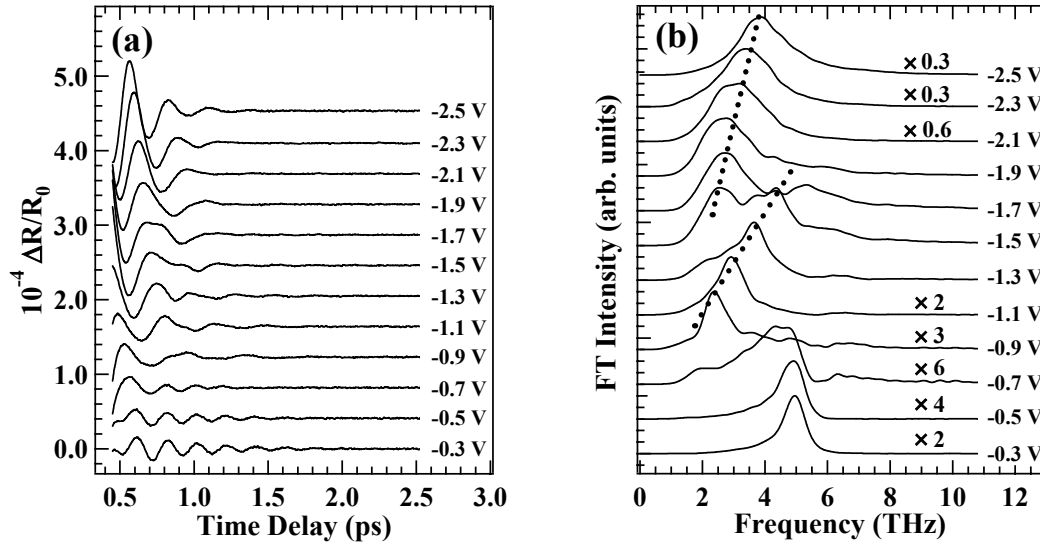 (a)
5.0
4.0
3.0
2.0
1.0
0.0
10⁻⁴ ΔR/R₀
-2.5 V
-2.3 V
-2.1 V
-1.9 V
-1.7 V
-1.5 V
-1.3 V
-1.1 V
-0.9 V
-0.7 V
-0.5 V
-0.3 V
0.5 1.0 1.5 2.0 2.5 3.0
Time Delay (ps)
(b)
FT Intensity (arb. units)
× 0.3
-2.5 V
× 0.3
-2.3 V
× 0.6
-2.1 V
-1.9 V
-1.7 V
-1.5 V
-1.3 V
× 2
-1.1 V
× 3
-0.9 V
× 6
-0.7 V
× 4
-0.5 V
× 2
-0.3 V
0 2 4 6 8 10 12
Frequency (THz)